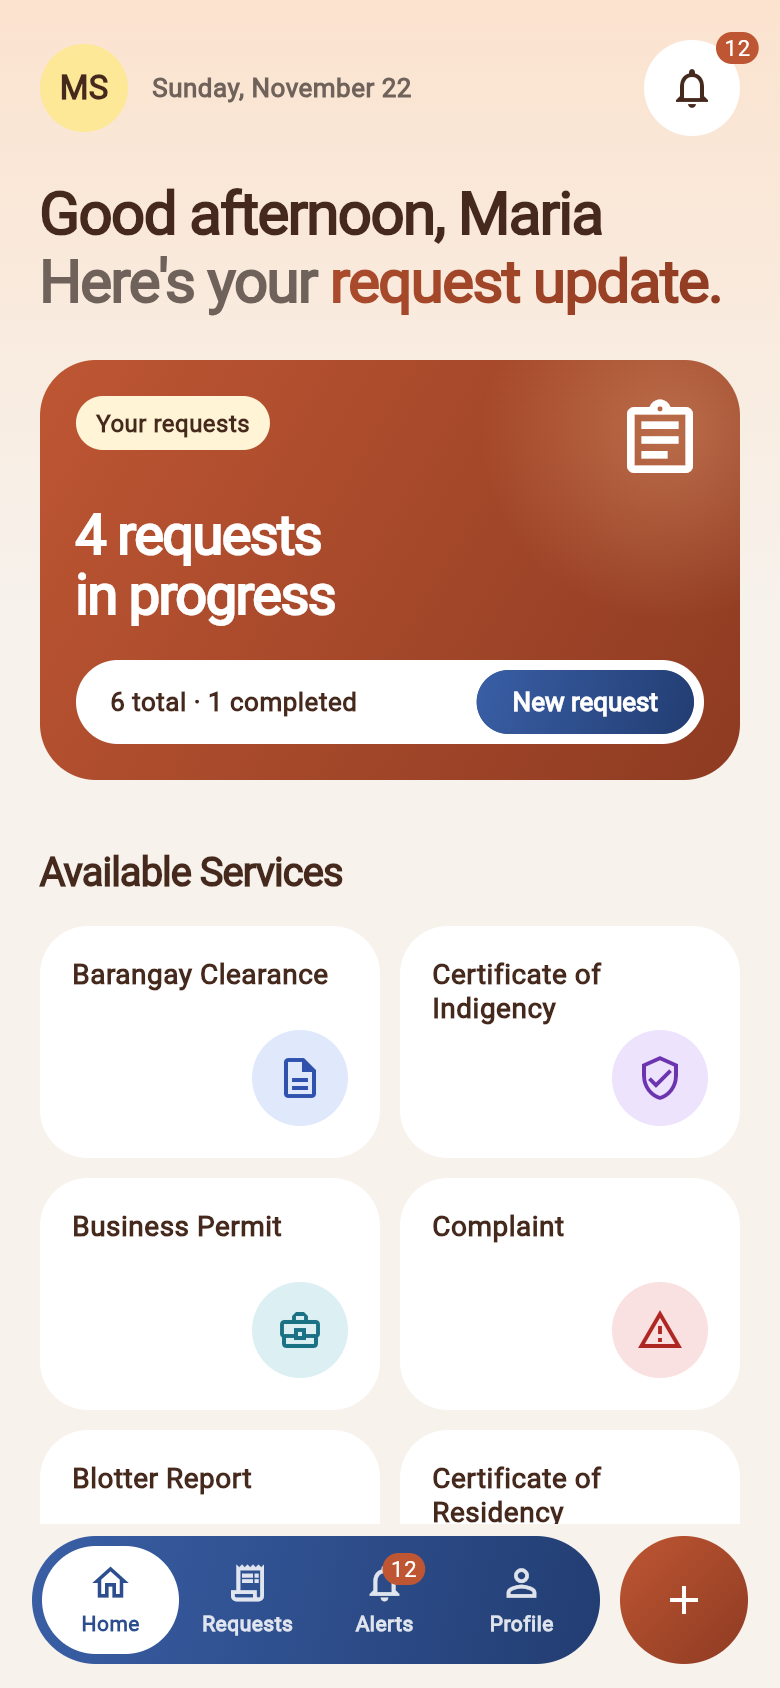 MS
Sunday, November 22
12
Good afternoon, Maria
Here's your request update.
Your requests
4 requests
in progress
6 total · 1 completed
New request
Available Services
Barangay Clearance
Certificate of
Indigency
Business Permit
Complaint
Blotter Report
Certificate of
Residency
Home
Requests
12
Alerts
Profile